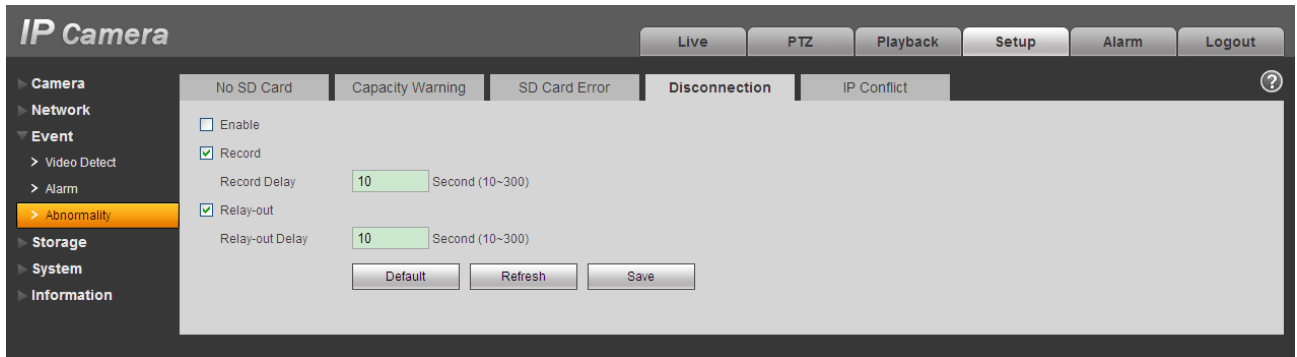 IP Camera
Live PTZ Playback Setup Alarm Logout
Camera
Network
Event
> Video Detect
> Alarm
> Abnormality
Storage
System
Information
No SD Card Capacity Warning SD Card Error Disconnection IP Conflict ?
Enable
Record
Record Delay 10 Second (10~300)
Relay-out
Relay-out Delay 10 Second (10~300)
Default Refresh Save